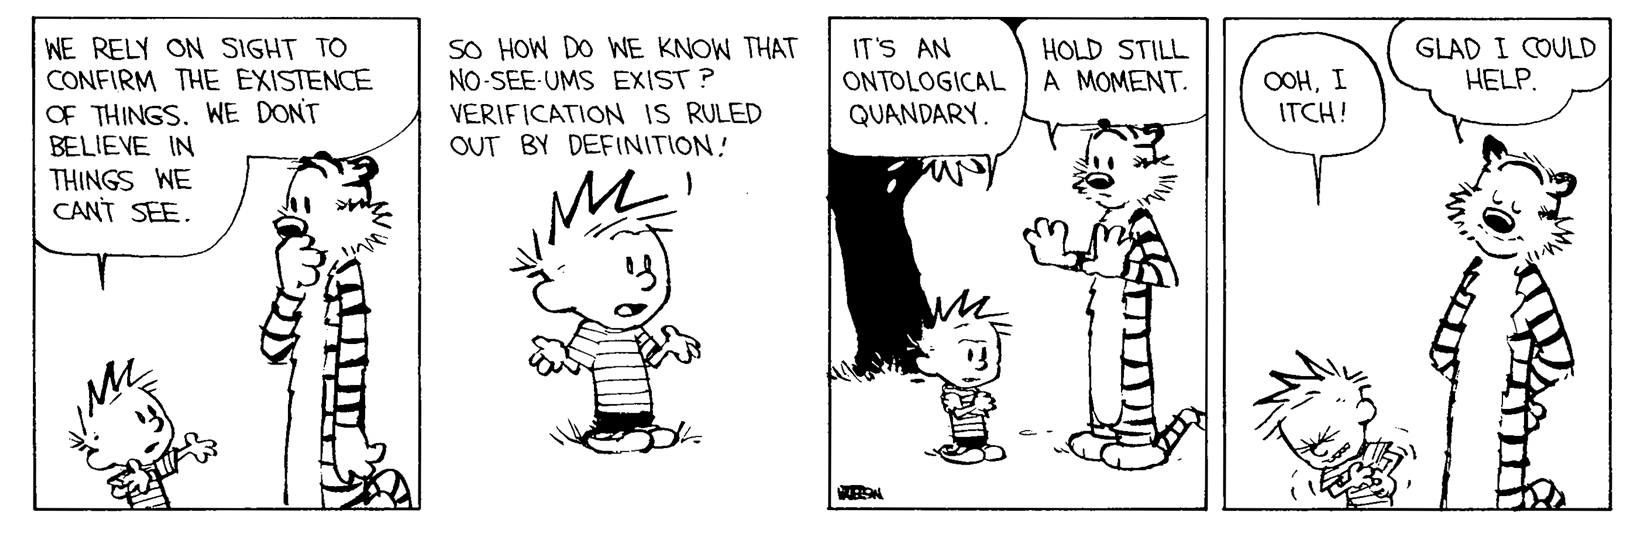 WE RELY ON SIGHT TO
CONFIRM THE EXISTENCE
OF THINGS. WE DON'T
BELIEVE IN
THINGS WE
CAN'T SEE.
SO HOW DO WE KNOW THAT
NO-SEE-UMS EXIST?
VERIFICATION IS RULED
OUT BY DEFINITION!
IT'S AN
ONTOLOGICAL
QUANDARY.
HOLD STILL
A MOMENT.
WATTERSON
OOH, I
ITCH!
GLAD I COULD
HELP.